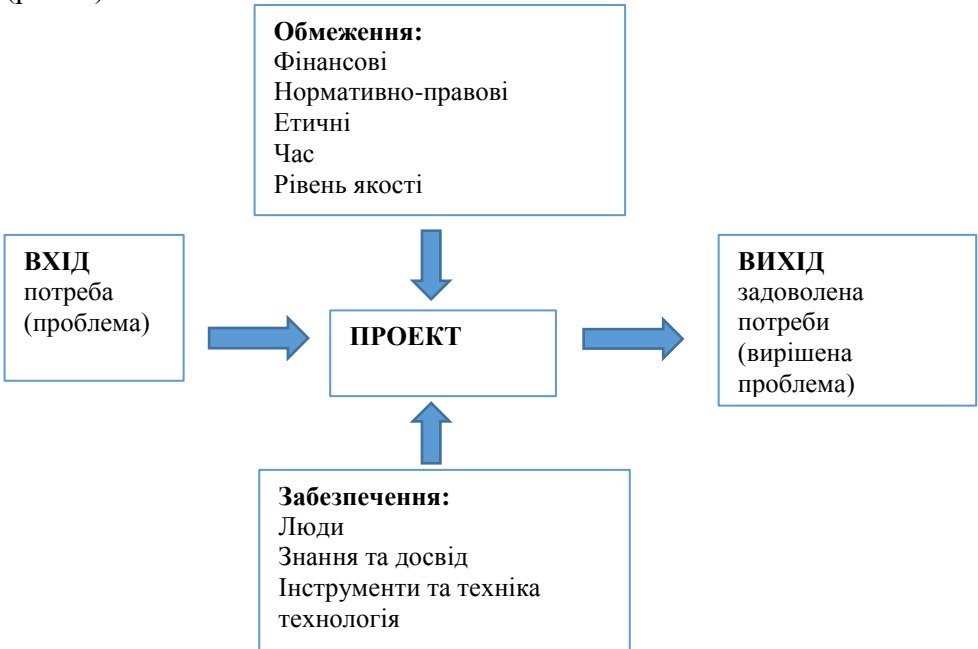 Обмеження:
Фінансові
Нормативно-правові
Етичні
Час
Рівень якості
ВХІД
потреба
(проблема)
ПРОЕКТ
ВИХІД
задоволена
потреби
(вирішена
проблема)
Забезпечення:
Люди
Знання та досвід
Інструменти та техніка
технологія